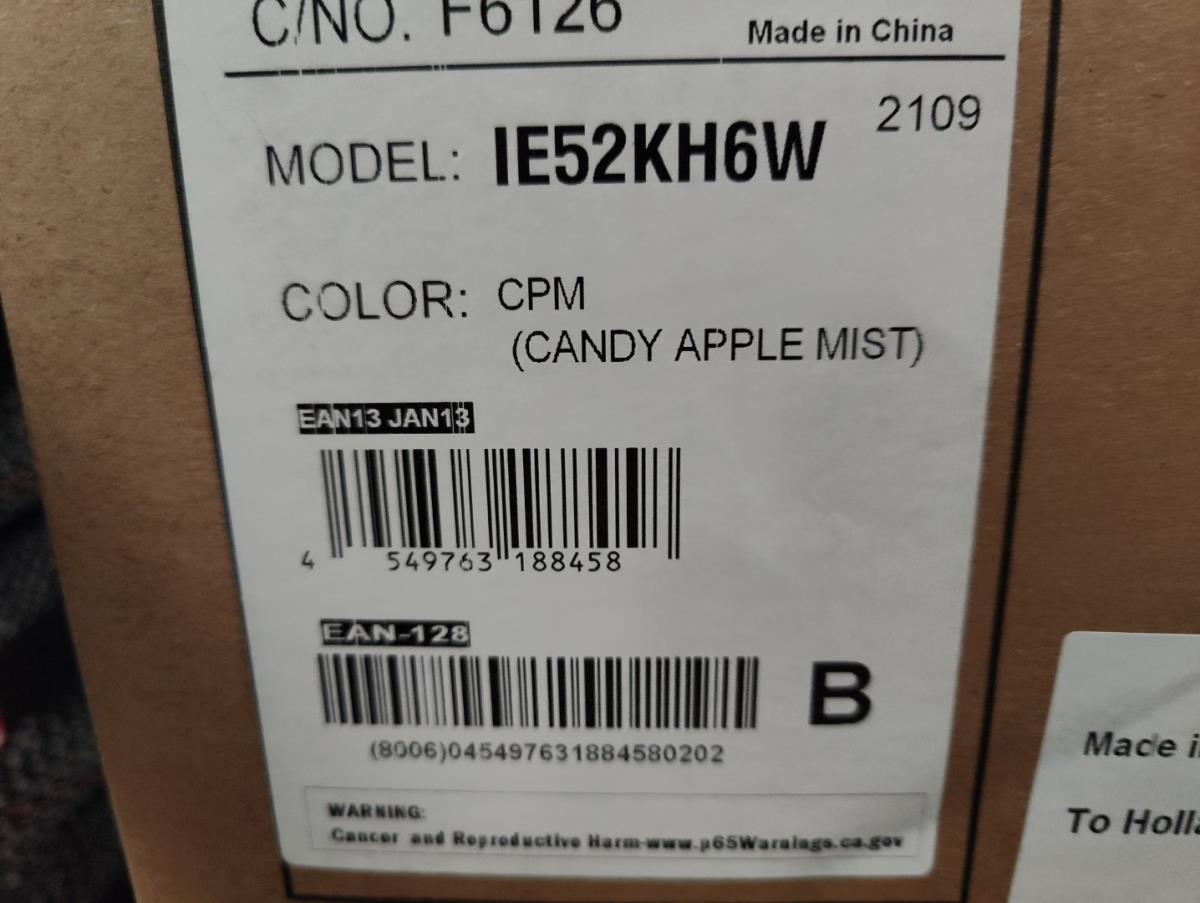 C/NO. F6126
Made in China
2109
MODEL: IE52KH6W
COLOR: CPM
(CANDY APPLE MIST)
EAN13 JAN13
4 549763 188458
EAN-128
B
(8006)045497631884580202
WARNING:
Cancer and Reproductive Harm-www.p65Warnings.ca.gov
Made
To